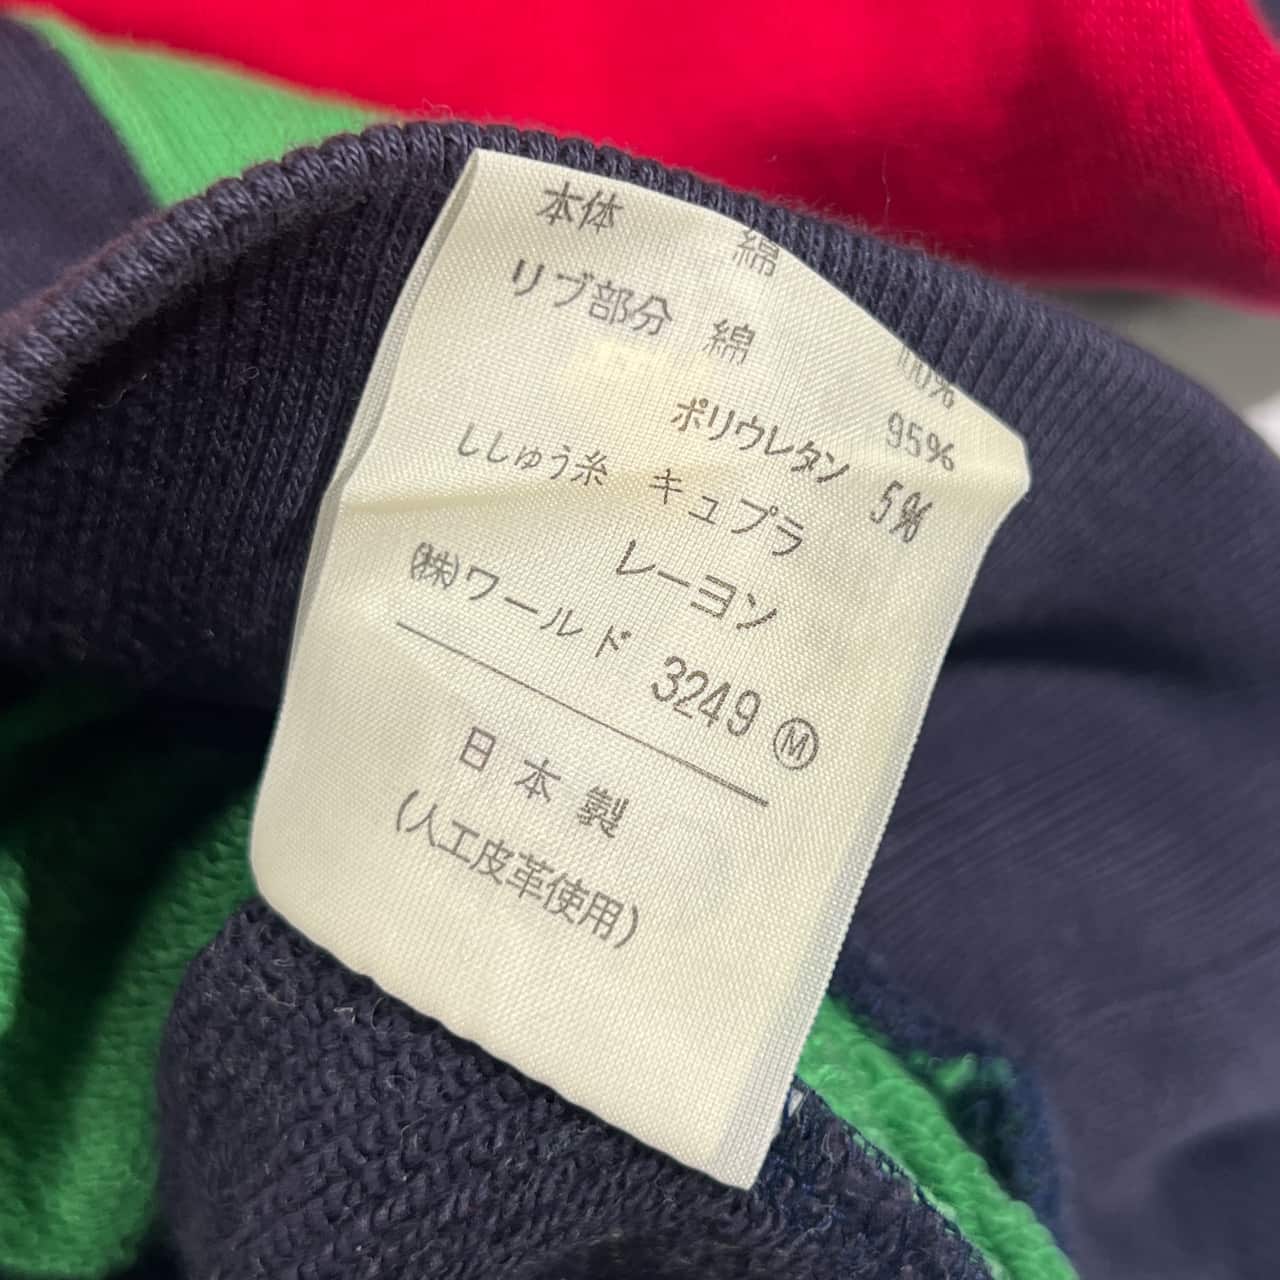 本体 綿 100%
リブ部分 綿 95%
ポリウレタン 5%
ししゅう糸 キュプラ
レーヨン
(株)ワールド 3249 Ⓜ
日本製
(人工皮革使用)